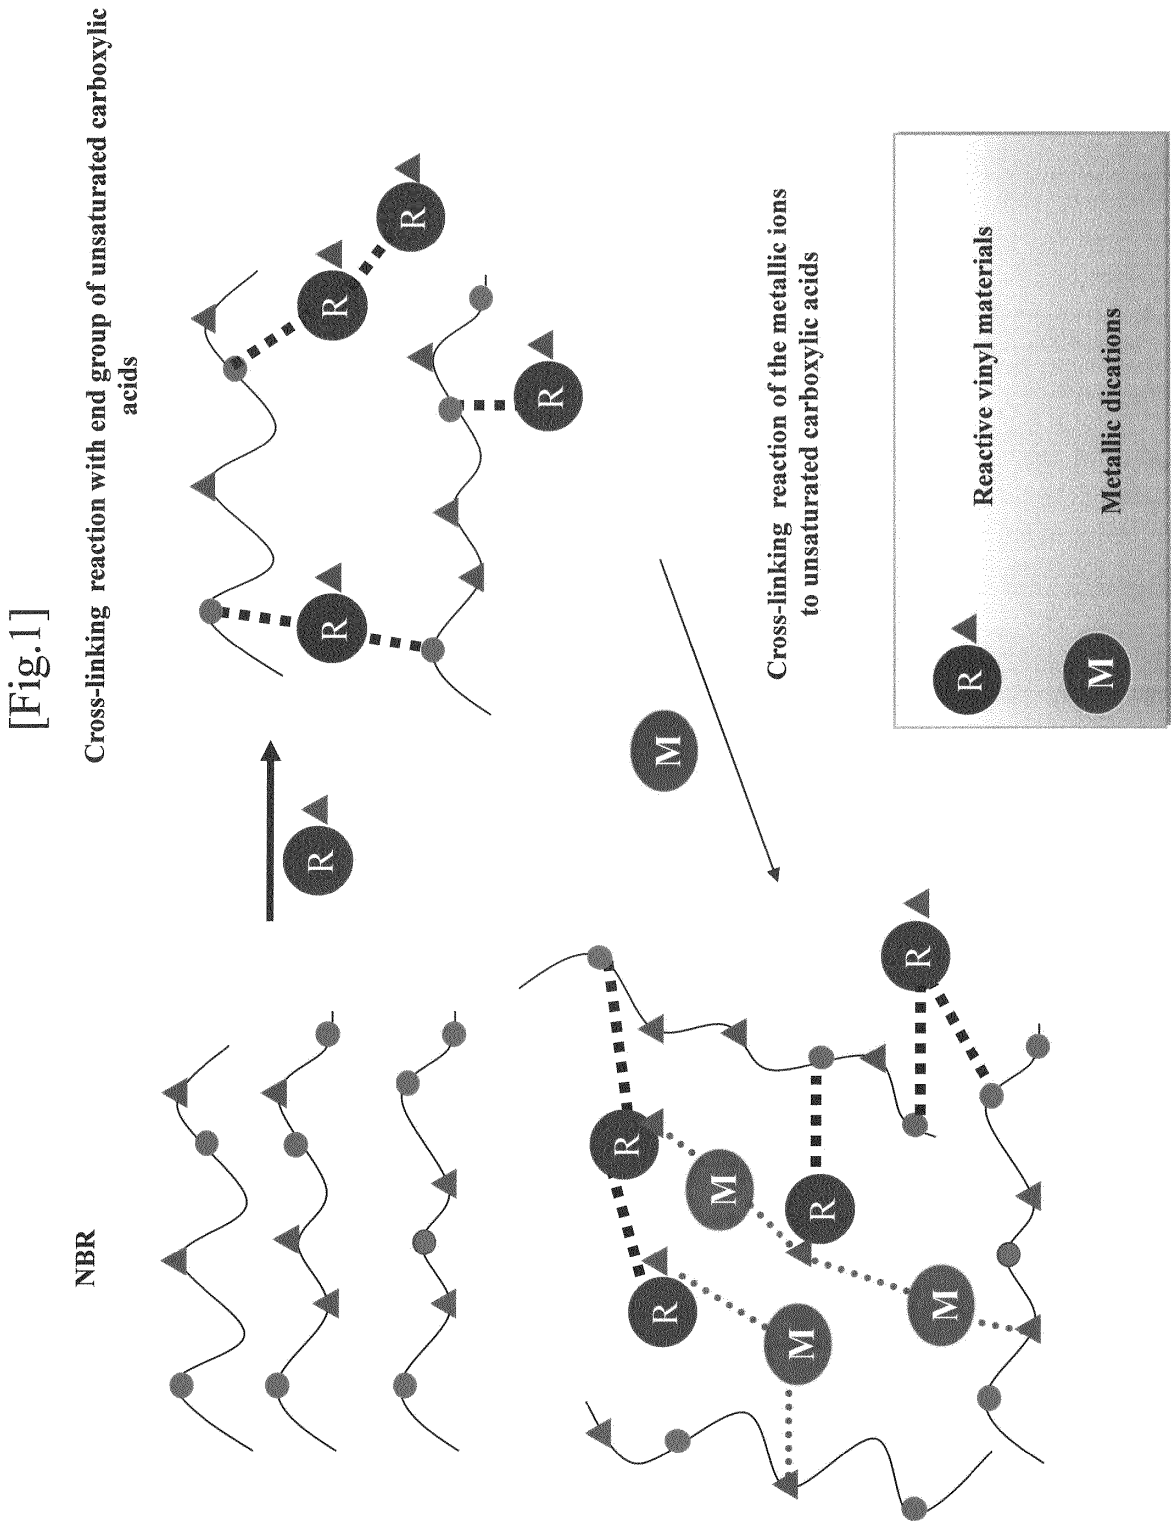 [Fig.1]
NBR
Cross-linking reaction with end group of unsaturated carboxylic
acids
R
R
R
R
R
M
Cross-linking reaction of the metallic ions
to unsaturated carboxylic acids
R
R
M
M
R
M
R
R Reactive vinyl materials
M Metallic dications